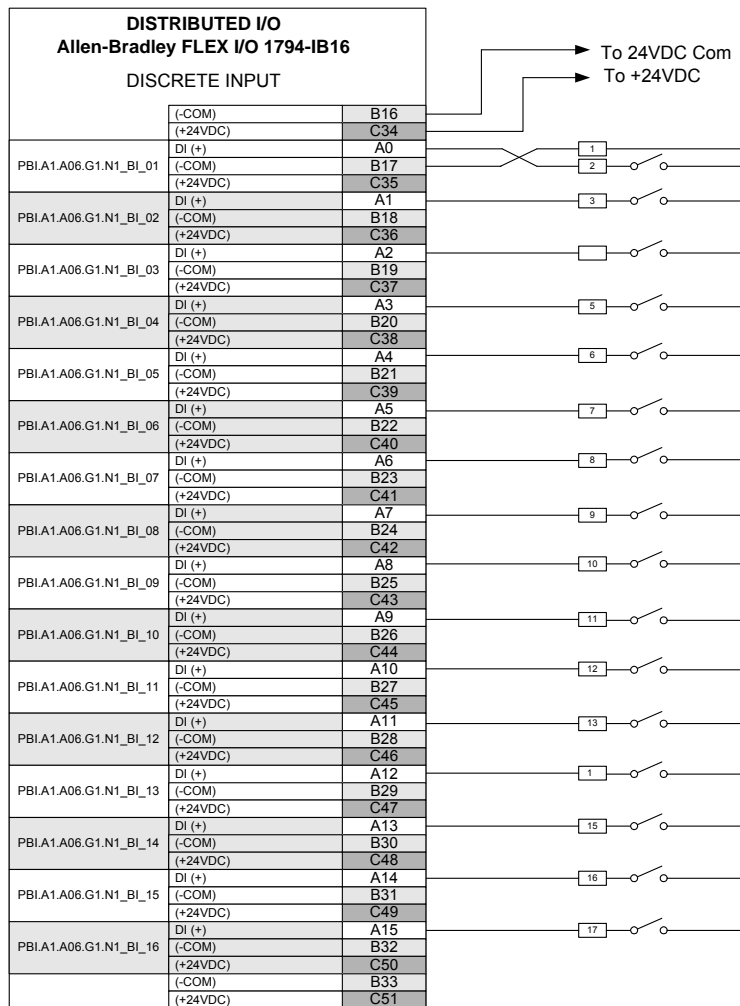 DISTRIBUTED I/O
Allen-Bradley FLEX I/O 1794-IB16
DISCRETE INPUT
To 24VDC Com
To +24VDC
(-COM) B16
(+24VDC) C34
PBI.A1.A06.G1.N1_BI_01
DI (+) A0 1
(-COM) B17 2
(+24VDC) C35
PBI.A1.A06.G1.N1_BI_02
DI (+) A1 3
(-COM) B18
(+24VDC) C36
PBI.A1.A06.G1.N1_BI_03
DI (+) A2
(-COM) B19
(+24VDC) C37
PBI.A1.A06.G1.N1_BI_04
DI (+) A3 5
(-COM) B20
(+24VDC) C38
PBI.A1.A06.G1.N1_BI_05
DI (+) A4 6
(-COM) B21
(+24VDC) C39
PBI.A1.A06.G1.N1_BI_06
DI (+) A5 7
(-COM) B22
(+24VDC) C40
PBI.A1.A06.G1.N1_BI_07
DI (+) A6 8
(-COM) B23
(+24VDC) C41
PBI.A1.A06.G1.N1_BI_08
DI (+) A7 9
(-COM) B24
(+24VDC) C42
PBI.A1.A06.G1.N1_BI_09
DI (+) A8 10
(-COM) B25
(+24VDC) C43
PBI.A1.A06.G1.N1_BI_10
DI (+) A9 11
(-COM) B26
(+24VDC) C44
PBI.A1.A06.G1.N1_BI_11
DI (+) A10 12
(-COM) B27
(+24VDC) C45
PBI.A1.A06.G1.N1_BI_12
DI (+) A11 13
(-COM) B28
(+24VDC) C46
PBI.A1.A06.G1.N1_BI_13
DI (+) A12 1
(-COM) B29
(+24VDC) C47
PBI.A1.A06.G1.N1_BI_14
DI (+) A13 15
(-COM) B30
(+24VDC) C48
PBI.A1.A06.G1.N1_BI_15
DI (+) A14 16
(-COM) B31
(+24VDC) C49
PBI.A1.A06.G1.N1_BI_16
DI (+) A15 17
(-COM) B32
(+24VDC) C50
(-COM) B33
(+24VDC) C51